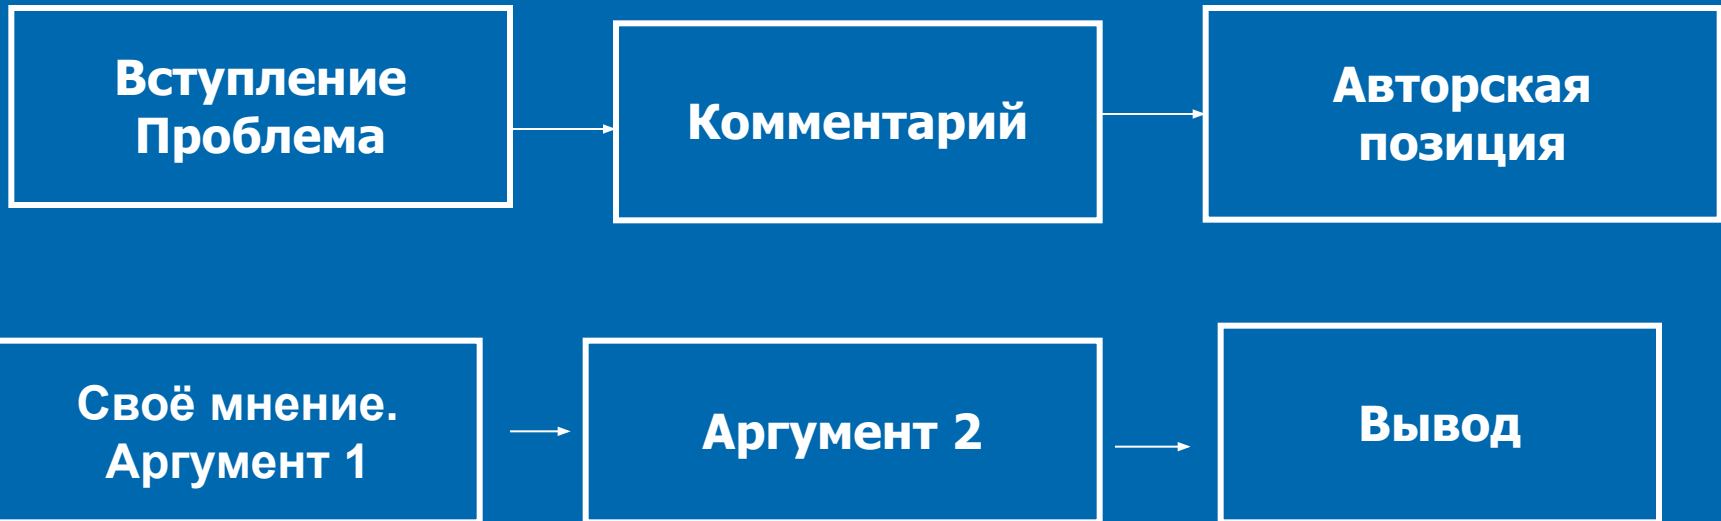 Вступление
Проблема
Комментарий
Авторская
позиция
Своё мнение.
Аргумент 1
Аргумент 2
Вывод